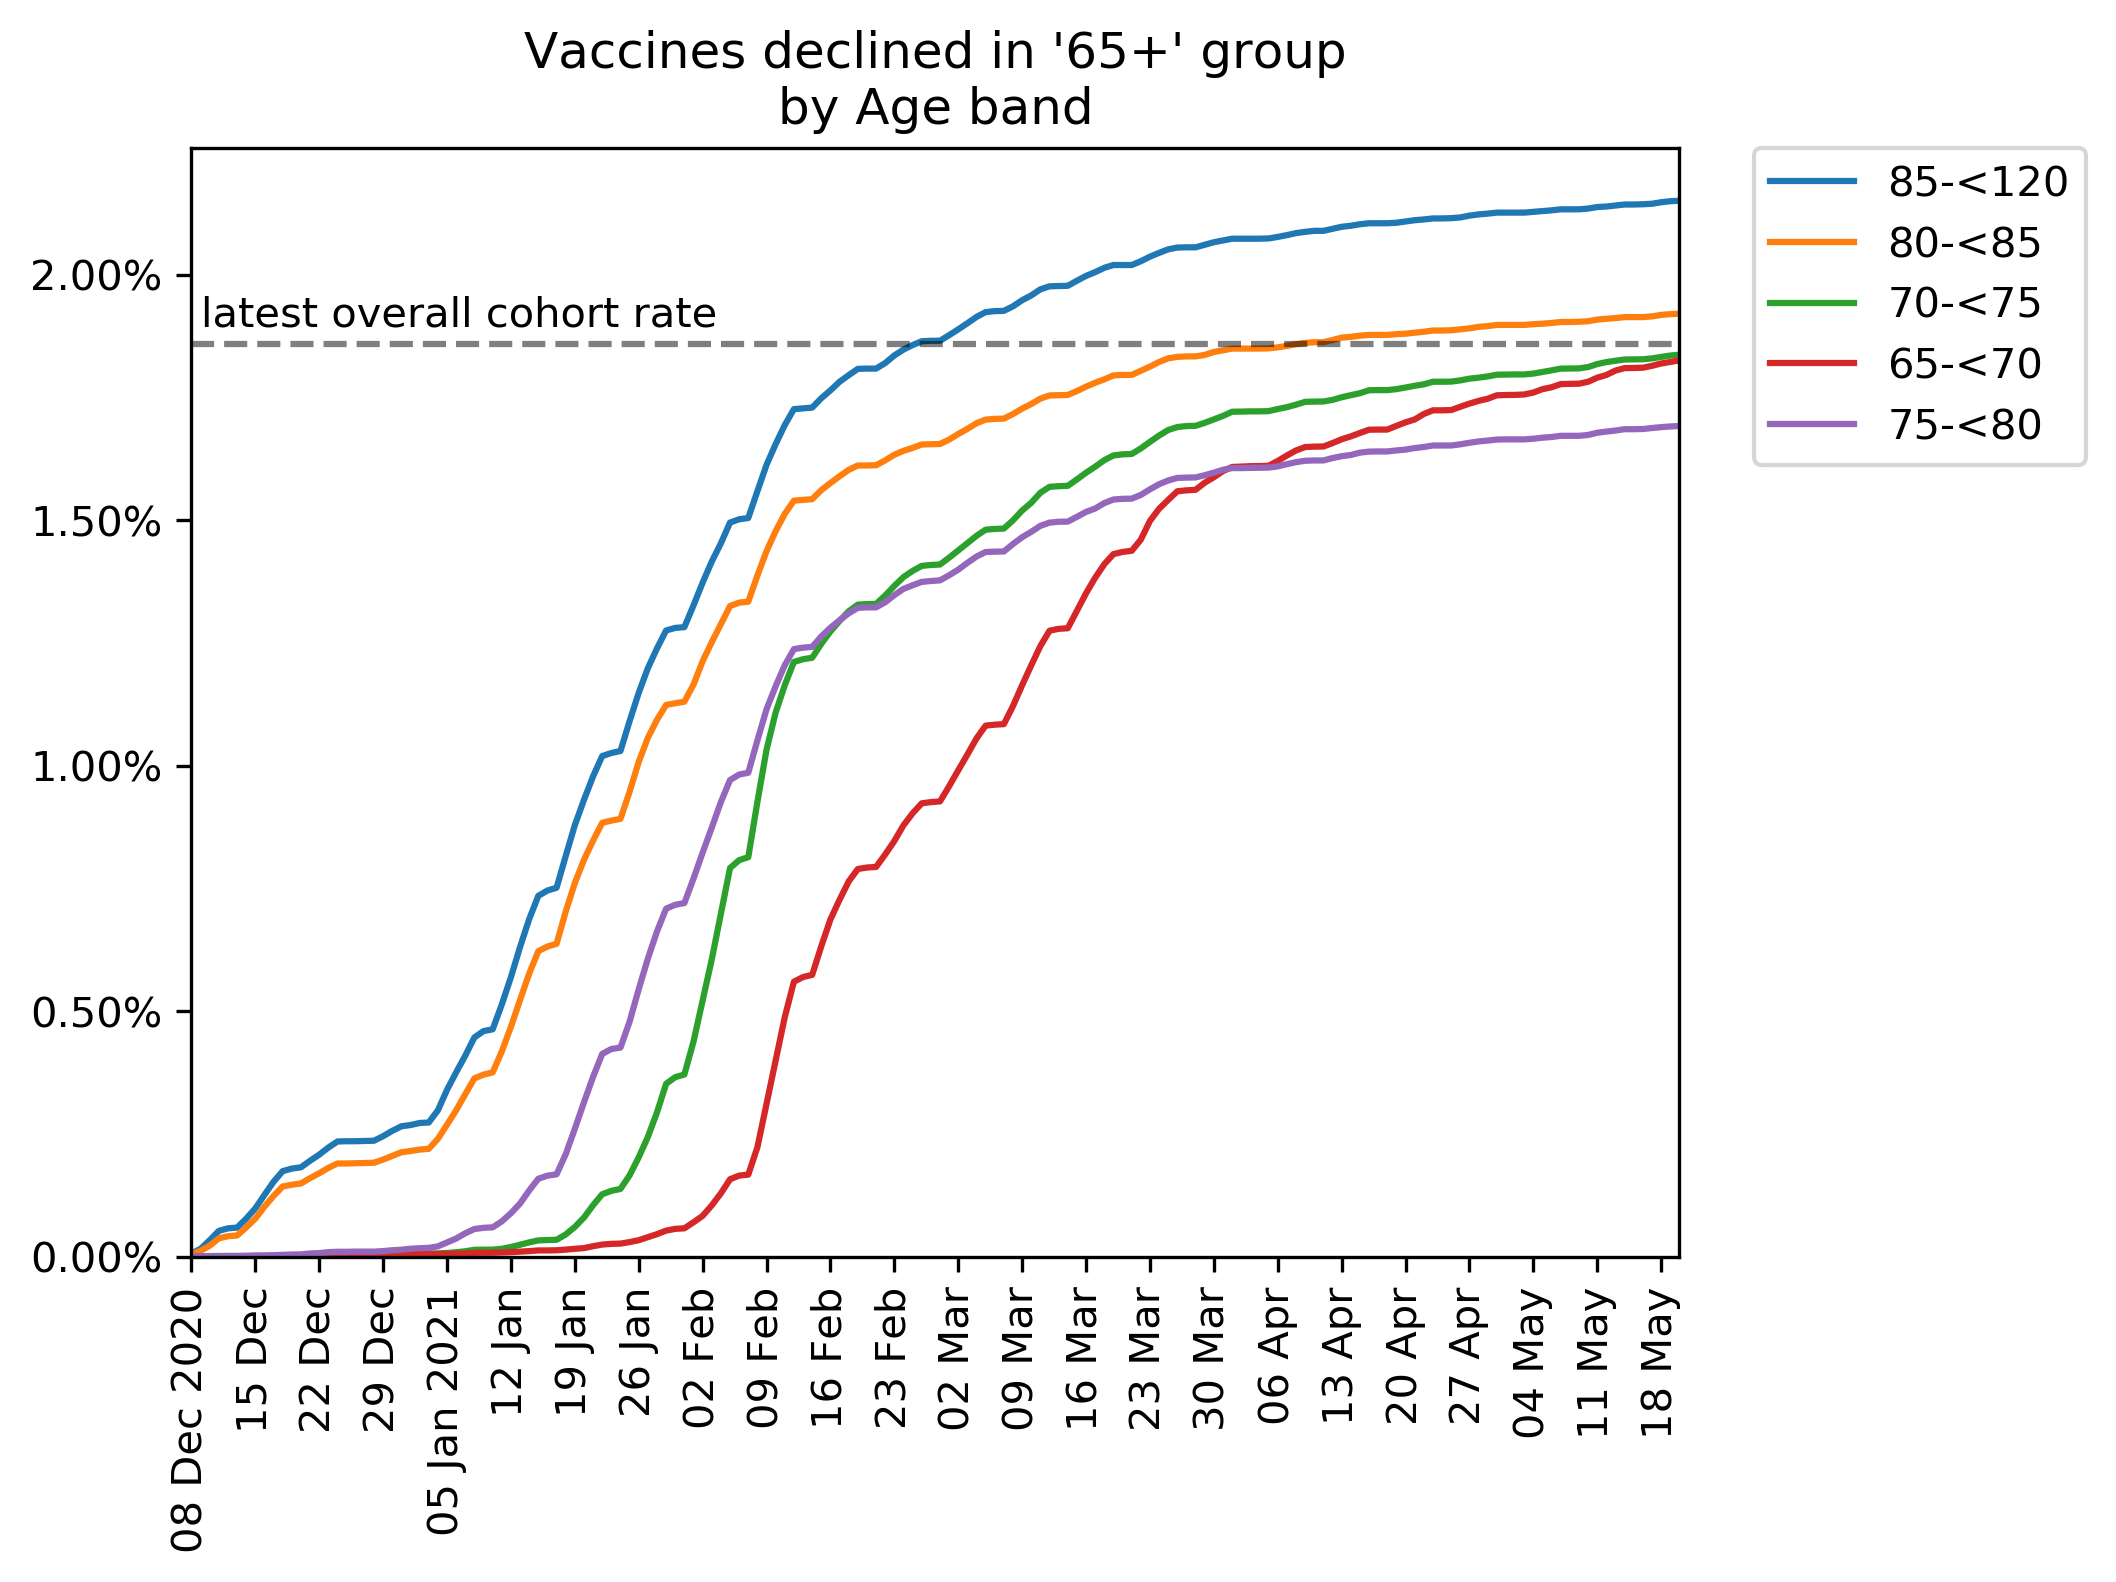 Vaccines declined in '65+' group
by Age band
2.00%
1.50%
1.00%
0.50%
0.00%
latest overall cohort rate
85-<120
80-<85
70-<75
65-<70
75-<80
08 Dec 2020
15 Dec
22 Dec
29 Dec
05 Jan 2021
12 Jan
19 Jan
26 Jan
02 Feb
09 Feb
16 Feb
23 Feb
02 Mar
09 Mar
16 Mar
23 Mar
30 Mar
06 Apr
13 Apr
20 Apr
27 Apr
04 May
11 May
18 May